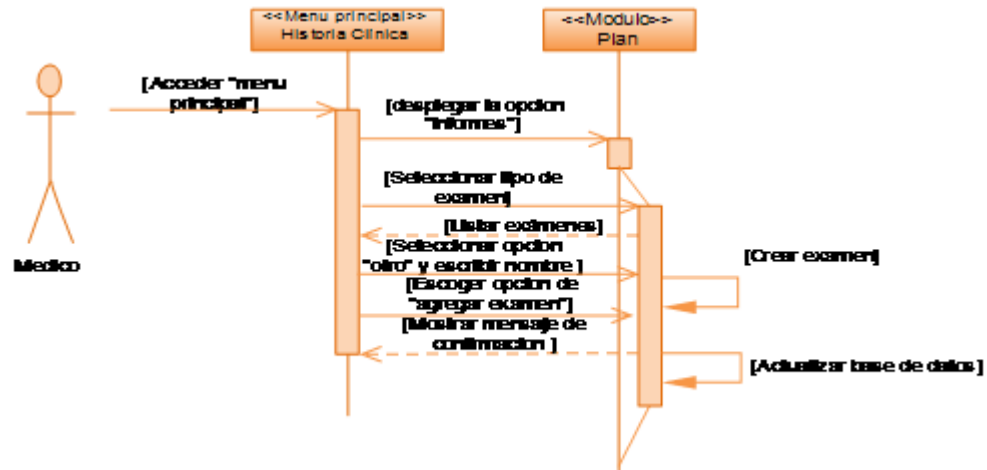 <<Menu principal>>
Historia Clinica
<<Modulo>>
Plan
[Acceder "menu
principal"]
[desplegar la opcion
"informes"]
[Seleccionar tipo de
examen]
[Listar exámenes]
[Seleccionar opcion
"otro" y escribir nombre ]
[Crear examen]
[Escoger opcion de
"agregar examen"]
[Mostrar mensaje de
confirmacion ]
[Actualizar base de datos]
Medico